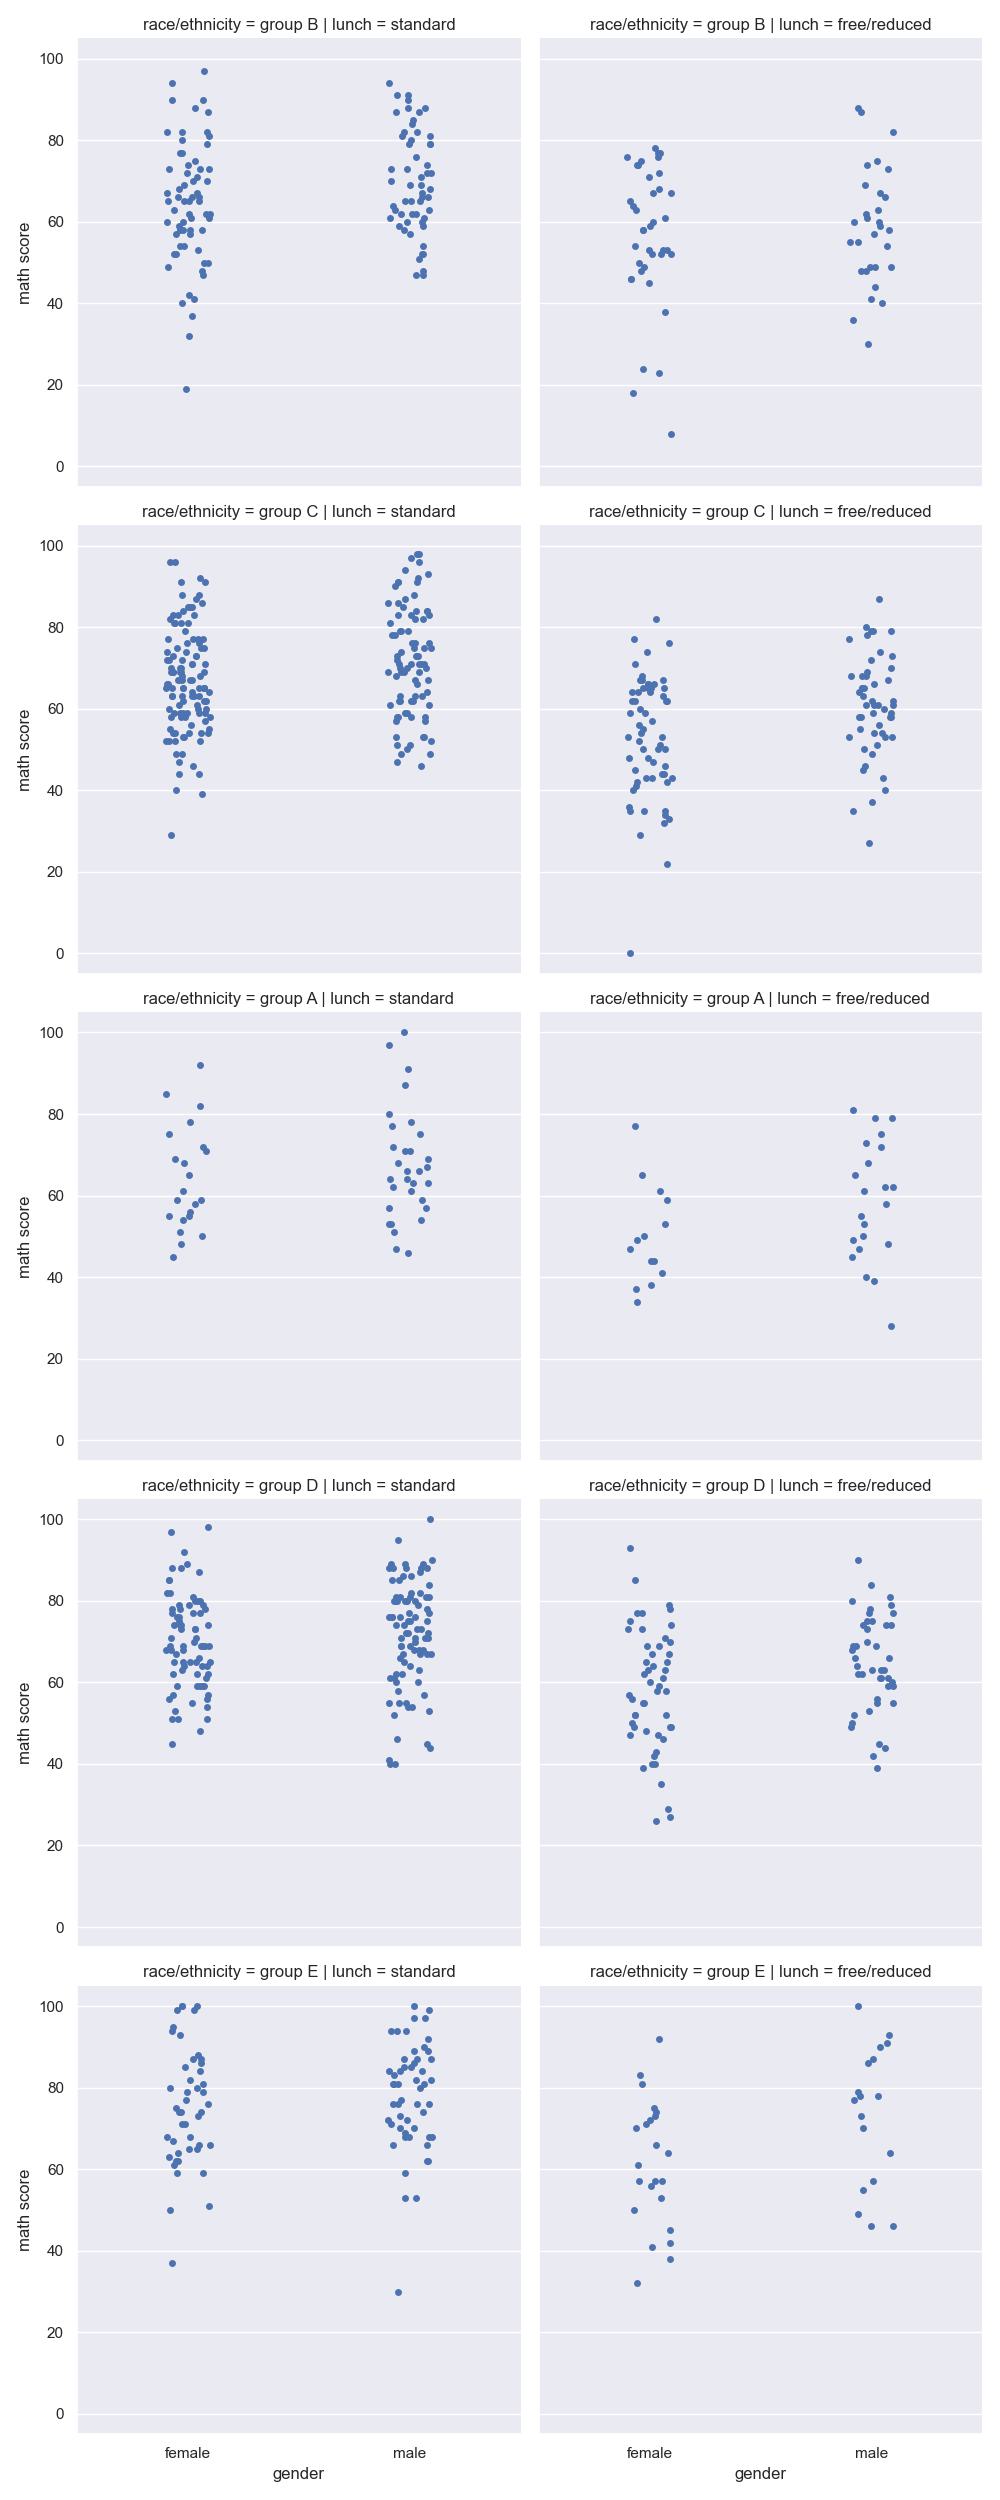 race/ethnicity = group B | lunch = standard
race/ethnicity = group B | lunch = free/reduced
100
80
60
40
20
0
math score
race/ethnicity = group C | lunch = standard
race/ethnicity = group C | lunch = free/reduced
100
80
60
40
20
0
math score
race/ethnicity = group A | lunch = standard
race/ethnicity = group A | lunch = free/reduced
100
80
60
40
20
0
math score
race/ethnicity = group D | lunch = standard
race/ethnicity = group D | lunch = free/reduced
100
80
60
40
20
0
math score
race/ethnicity = group E | lunch = standard
race/ethnicity = group E | lunch = free/reduced
100
80
60
40
20
0
math score
female male
female male
gender
gender